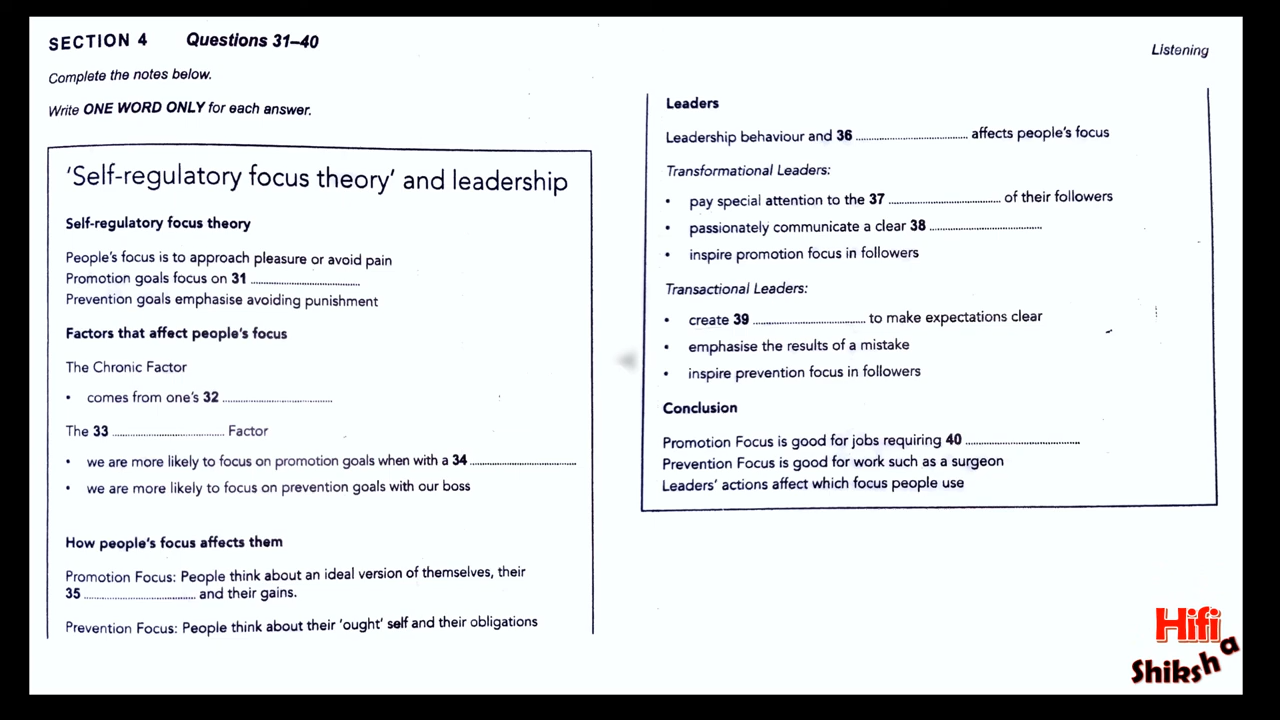 SECTION 4 Questions 31–40
Complete the notes below.
Write ONE WORD ONLY for each answer.
'Self-regulatory focus theory' and leadership
Self-regulatory focus theory
People's focus is to approach pleasure or avoid pain
Promotion goals focus on 31 ..............................
Prevention goals emphasise avoiding punishment
Factors that affect people's focus
The Chronic Factor
• comes from one's 32 ..............................
The 33 .............................. Factor
• we are more likely to focus on promotion goals when with a 34 ..............................
• we are more likely to focus on prevention goals with our boss
How people's focus affects them
Promotion Focus: People think about an ideal version of themselves, their
35 .............................. and their gains.
Prevention Focus: People think about their 'ought' self and their obligations
Listening
Leaders
Leadership behaviour and 36 .............................. affects people's focus
Transformational Leaders:
• pay special attention to the 37 .............................. of their followers
• passionately communicate a clear 38 ..............................
• inspire promotion focus in followers
Transactional Leaders:
• create 39 .............................. to make expectations clear
• emphasise the results of a mistake
• inspire prevention focus in followers
Conclusion
Promotion Focus is good for jobs requiring 40 ..............................
Prevention Focus is good for work such as a surgeon
Leaders' actions affect which focus people use
Hifi
Shiksha